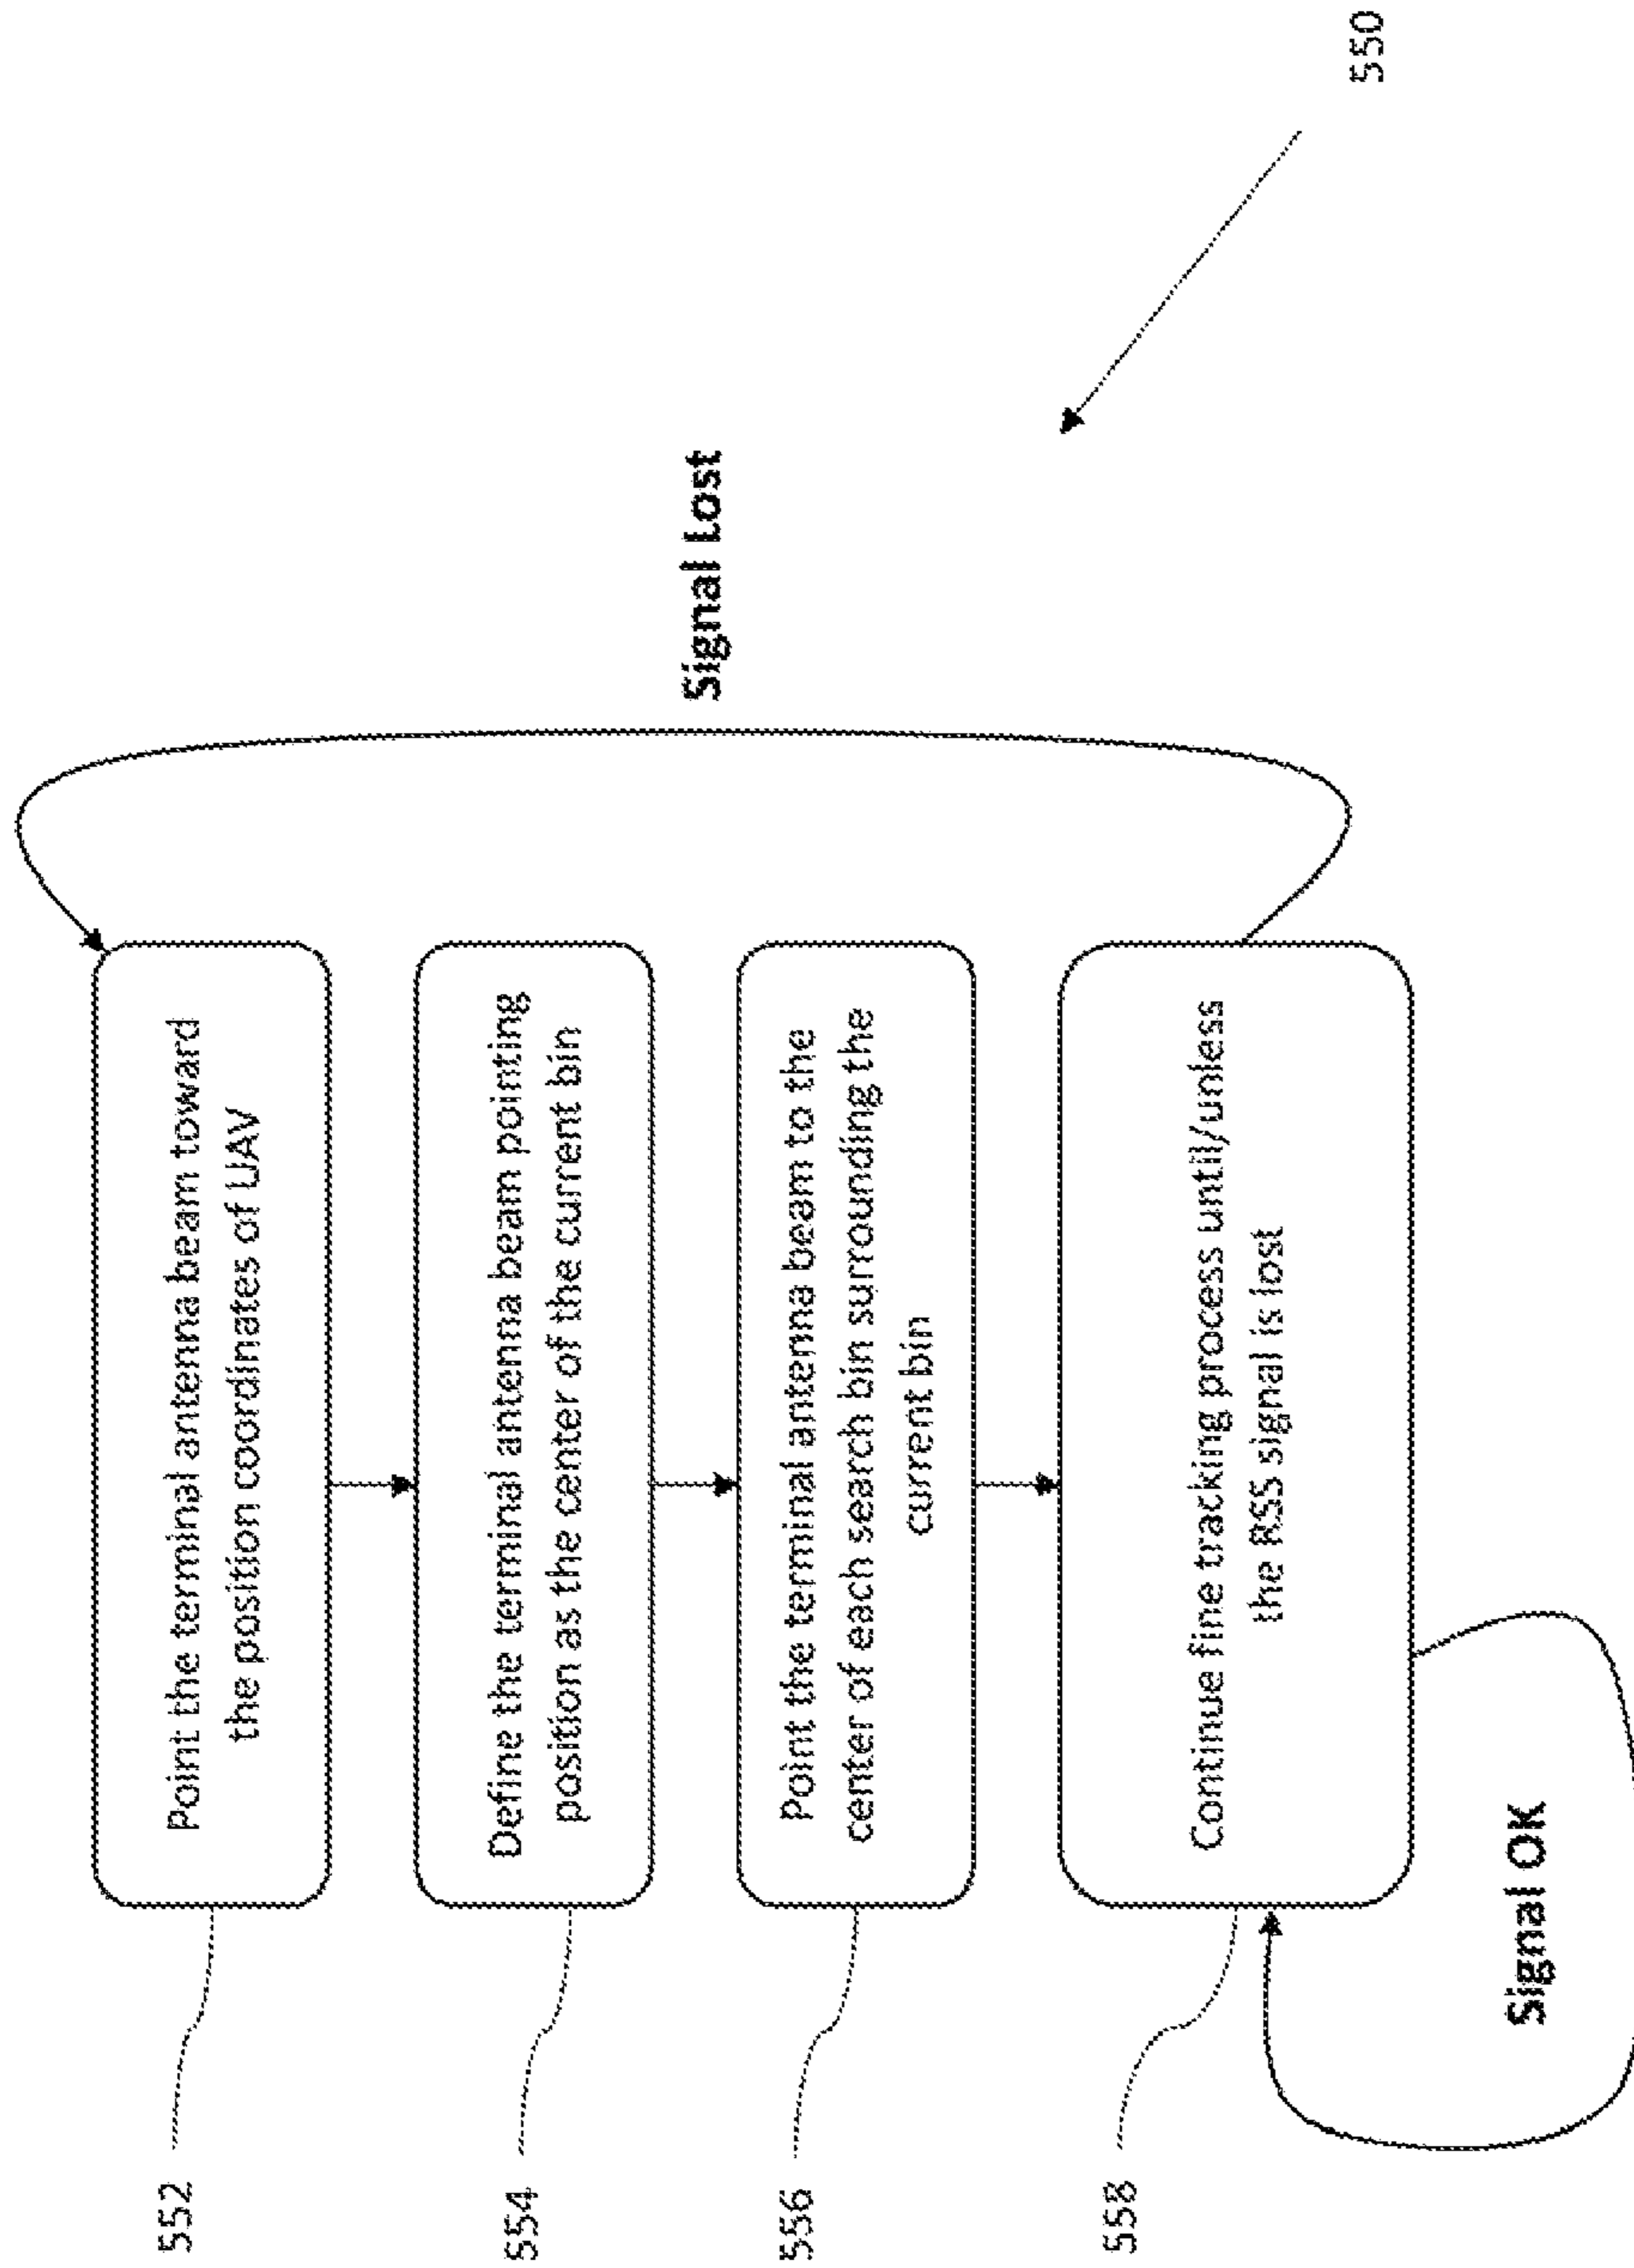 552
Point the terminal antenna beam toward
the position coordinates of UAV
554
Define the terminal antenna beam pointing
position as the center of the current bin
556
Point the terminal antenna beam to the
center of each search bin surrounding the
current bin
558
Continue fine tracking process until/unless
the RSS signal is lost
Signal OK
Signal Lost
550